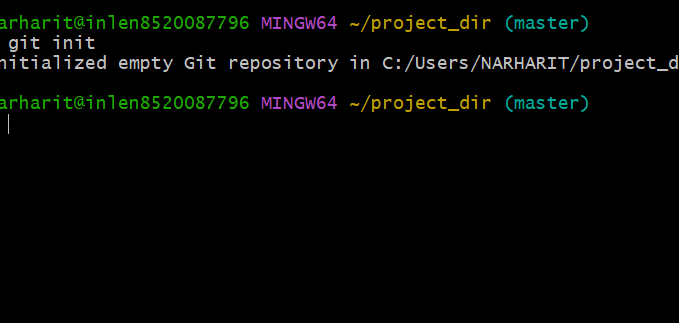 arharit@inlen8520087796 MINGW64 ~/project_dir (master)
git init
nitialized empty Git repository in C:/Users/NARHARIT/project_d
arharit@inlen8520087796 MINGW64 ~/project_dir (master)